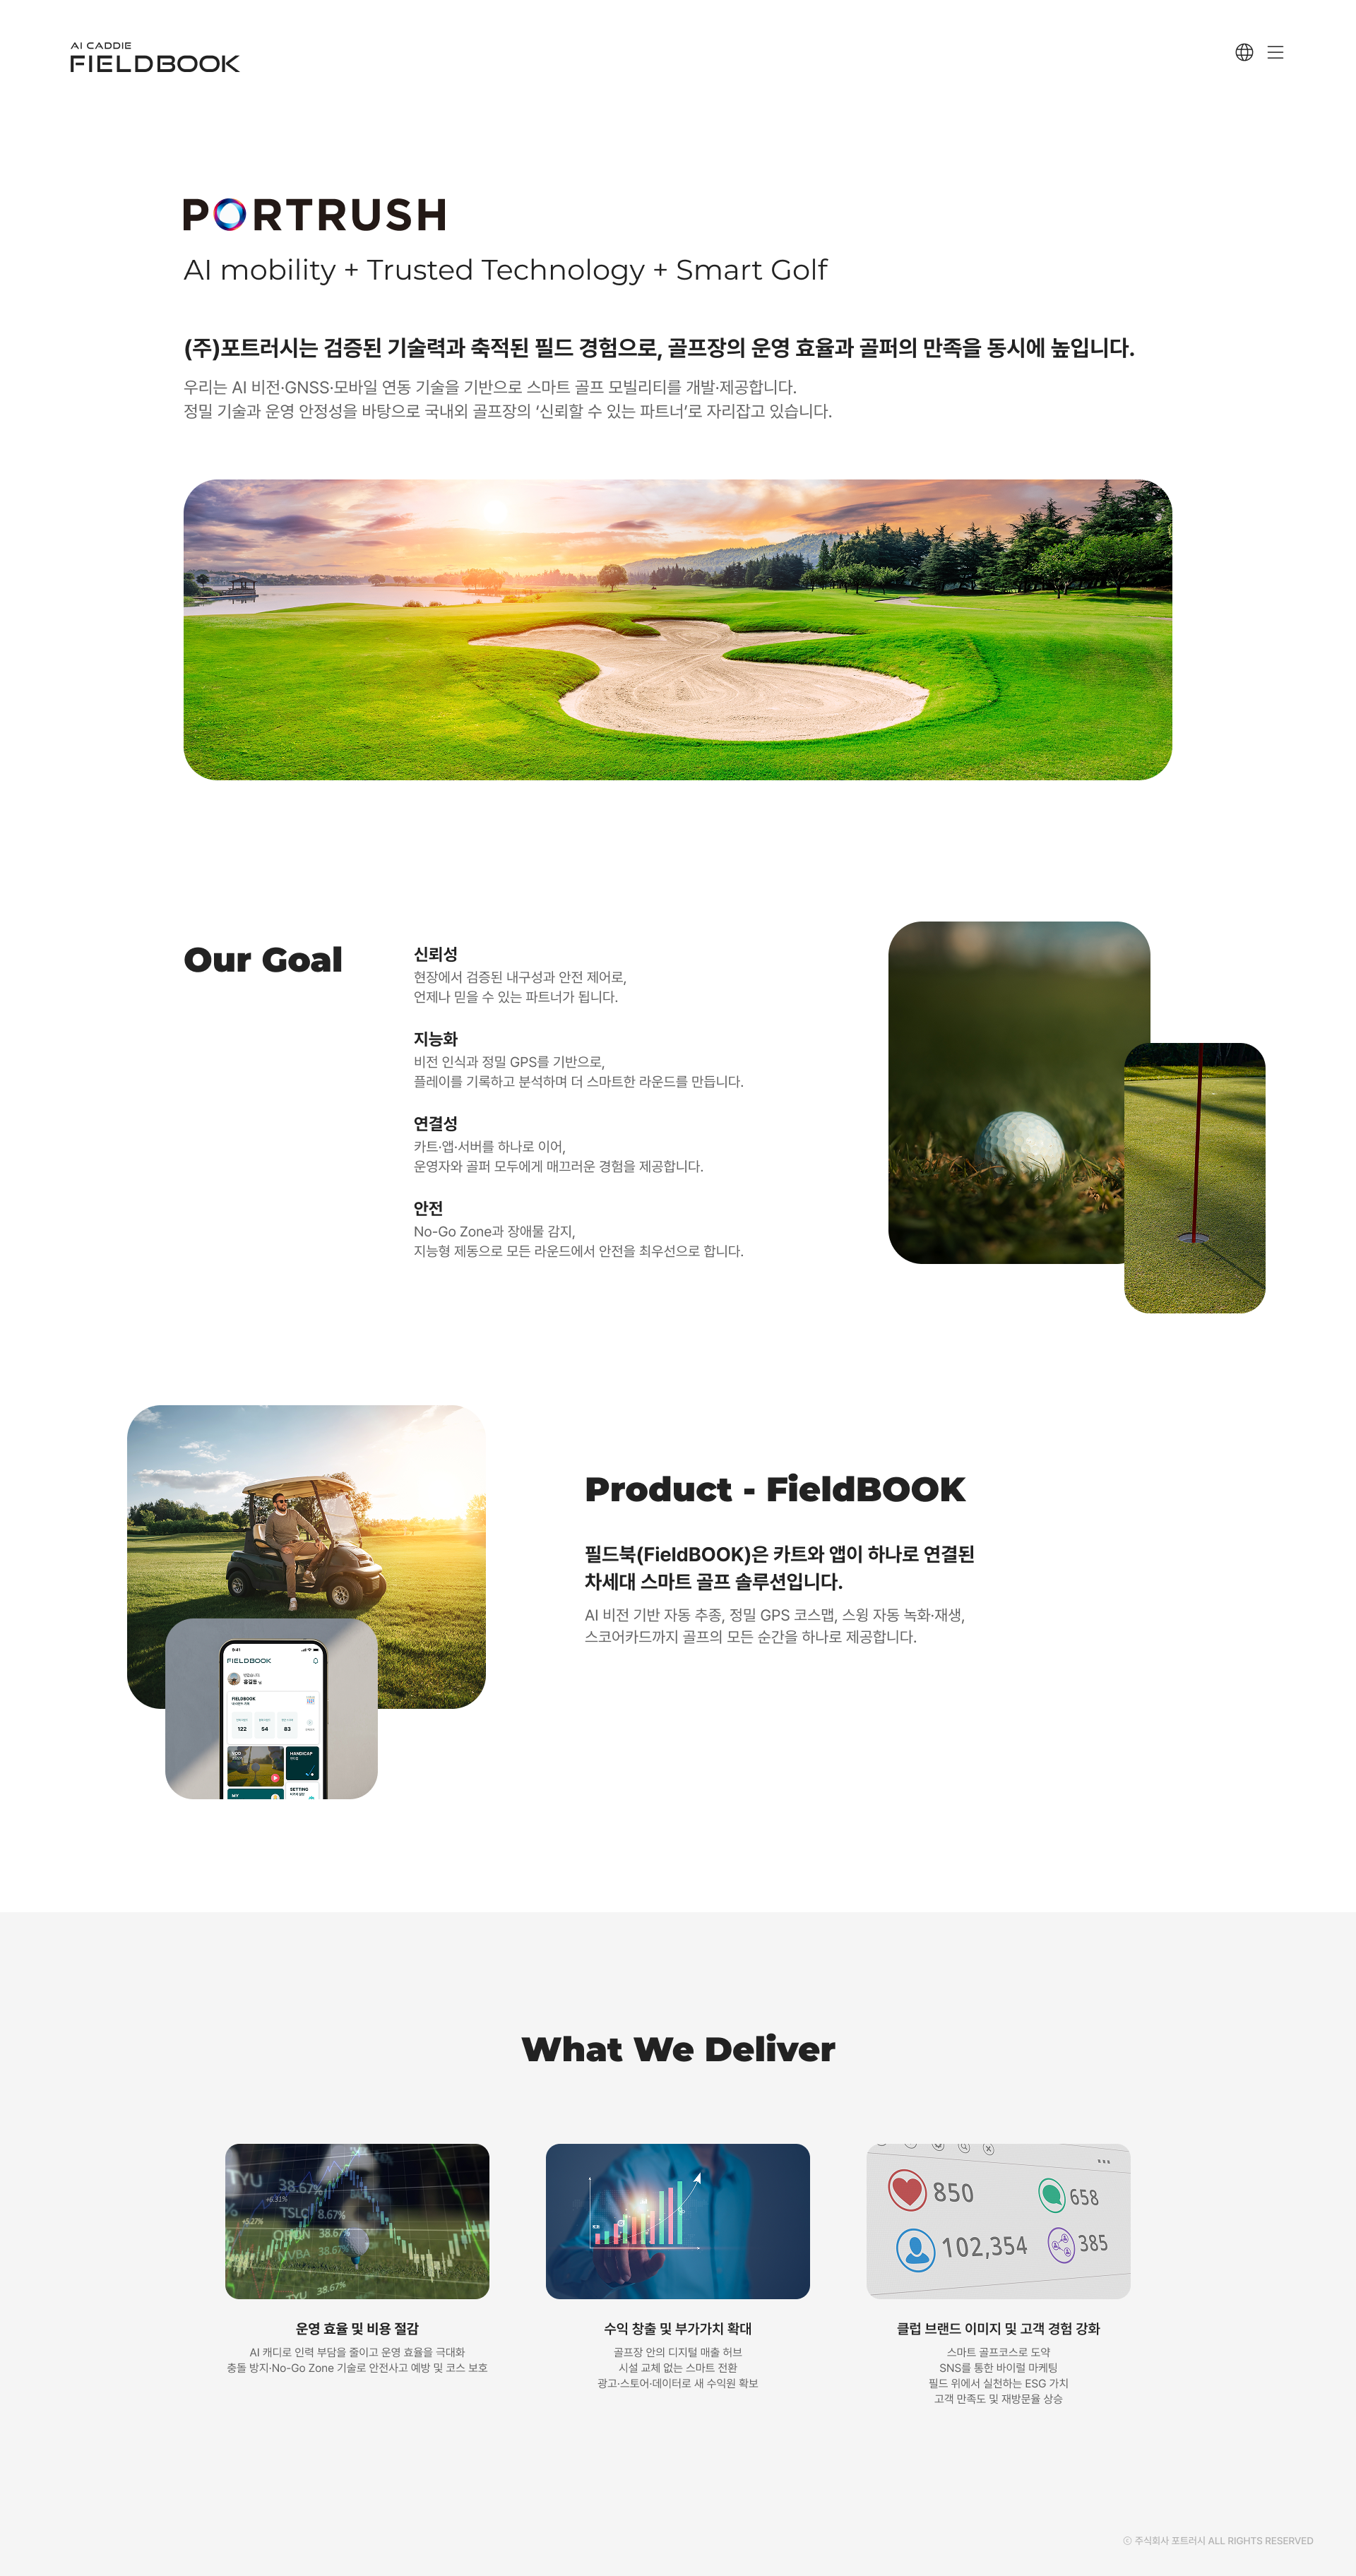 AI CADDIE
FIELDBOOK
PORTRUSH
AI mobility + Trusted Technology + Smart Golf
(주)포트러시는 검증된 기술력과 축적된 필드 경험으로, 골프장의 운영 효율과 골퍼의 만족을 동시에 높입니다.
우리는 AI 비전·GNSS·모바일 연동 기술을 기반으로 스마트 골프 모빌리티를 개발·제공합니다.
정밀 기술과 운영 안정성을 바탕으로 국내외 골프장의 ‘신뢰할 수 있는 파트너’로 자리잡고 있습니다.
Our Goal
신뢰성
현장에서 검증된 내구성과 안전 제어로,
언제나 믿을 수 있는 파트너가 됩니다.
지능화
비전 인식과 정밀 GPS를 기반으로,
플레이를 기록하고 분석하며 더 스마트한 라운드를 만듭니다.
연결성
카트·앱·서버를 하나로 이어,
운영자와 골퍼 모두에게 매끄러운 경험을 제공합니다.
안전
No-Go Zone과 장애물 감지,
지능형 제동으로 모든 라운드에서 안전을 최우선으로 합니다.
9:41
FIELDBOOK
홍길동 님
FIELDBOOK
122 54 83
VOD
HANDICAP
SETTING
MY
Product - FieldBOOK
필드북(FieldBOOK)은 카트와 앱이 하나로 연결된
차세대 스마트 골프 솔루션입니다.
AI 비전 기반 자동 추종, 정밀 GPS 코스맵, 스윙 자동 녹화·재생,
스코어카드까지 골프의 모든 순간을 하나로 제공합니다.
What We Deliver
TYU 38.67%
+6.31%
TSLC 8.67%
+5.27%
38.67%
NVBA 38.67%
TYU 38.67%
850
658
102,354
385
운영 효율 및 비용 절감
AI 캐디로 인력 부담을 줄이고 운영 효율을 극대화
충돌 방지·No-Go Zone 기술로 안전사고 예방 및 코스 보호
수익 창출 및 부가가치 확대
골프장 안의 디지털 매출 허브
시설 교체 없는 스마트 전환
광고·스토어·데이터로 새 수익원 확보
클럽 브랜드 이미지 및 고객 경험 강화
스마트 골프코스로 도약
SNS를 통한 바이럴 마케팅
필드 위에서 실천하는 ESG 가치
고객 만족도 및 재방문율 상승
ⓒ 주식회사 포트러시 ALL RIGHTS RESERVED